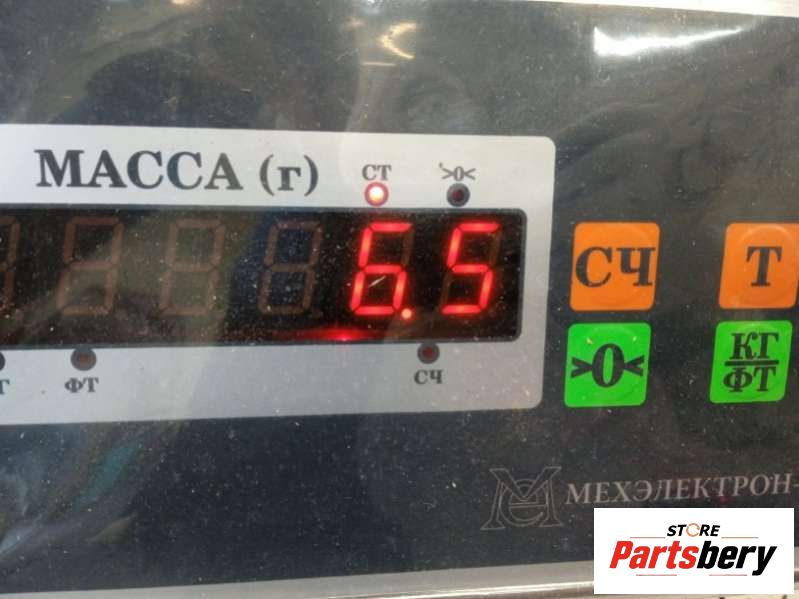 МАССА (г)
СТ >0<
6.5
ФТ СЧ
СЧ Т
>0< КГ
ФТ
МЕХЭЛЕКТРОН-
STORE
Partsbery